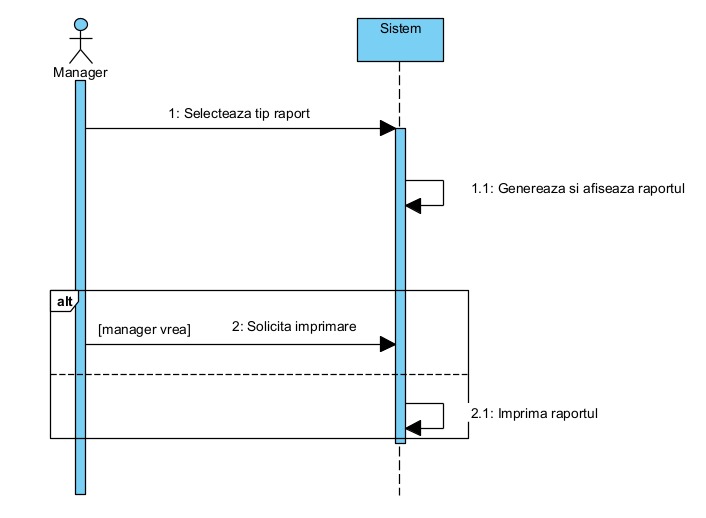 Sistem
Manager
1: Selecteaza tip raport
1.1: Genereaza si afiseaza raportul
alt
[manager vrea]
2: Solicita imprimare
2.1: Imprima raportul